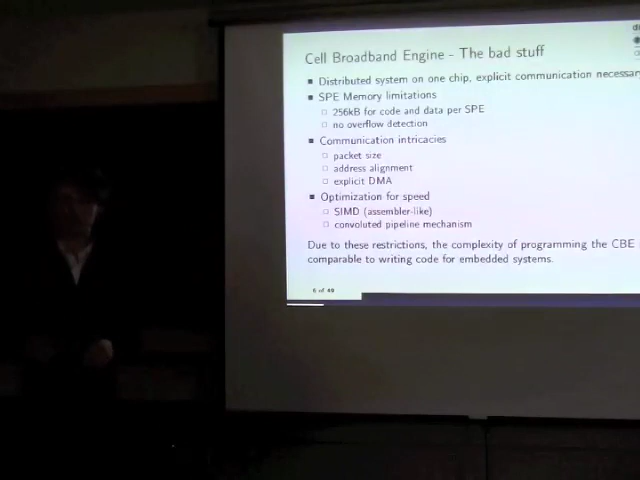 Cell Broadband Engine - The bad stuff
Distributed system on one chip, explicit communication necessary
SPE Memory limitations
256kB for code and data per SPE
no overflow detection
Communication intricacies
packet size
address alignment
explicit DMA
Optimization for speed
SIMD (assembler-like)
convoluted pipeline mechanism
Due to these restrictions, the complexity of programming the CBE
comparable to writing code for embedded systems.
6 of 49